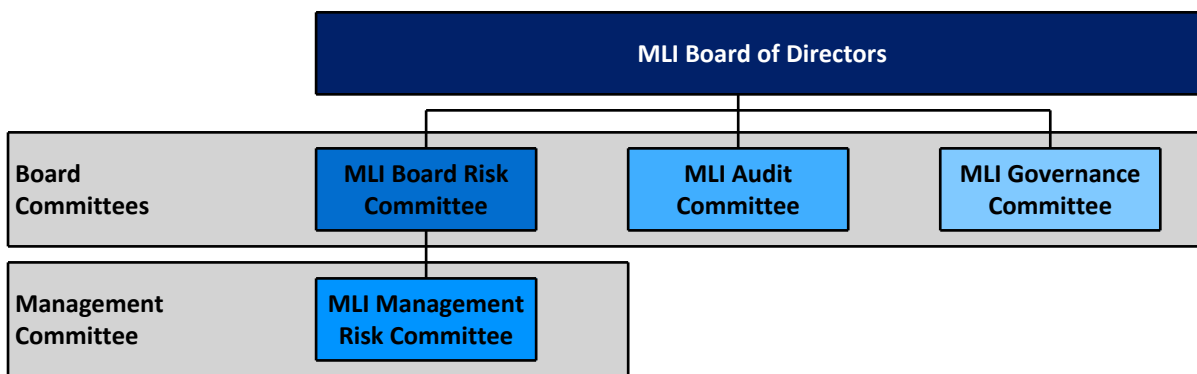 MLI Board of Directors
Board
Committees
MLI Board Risk
Committee
MLI Audit
Committee
MLI Governance
Committee
Management
Committee
MLI Management
Risk Committee